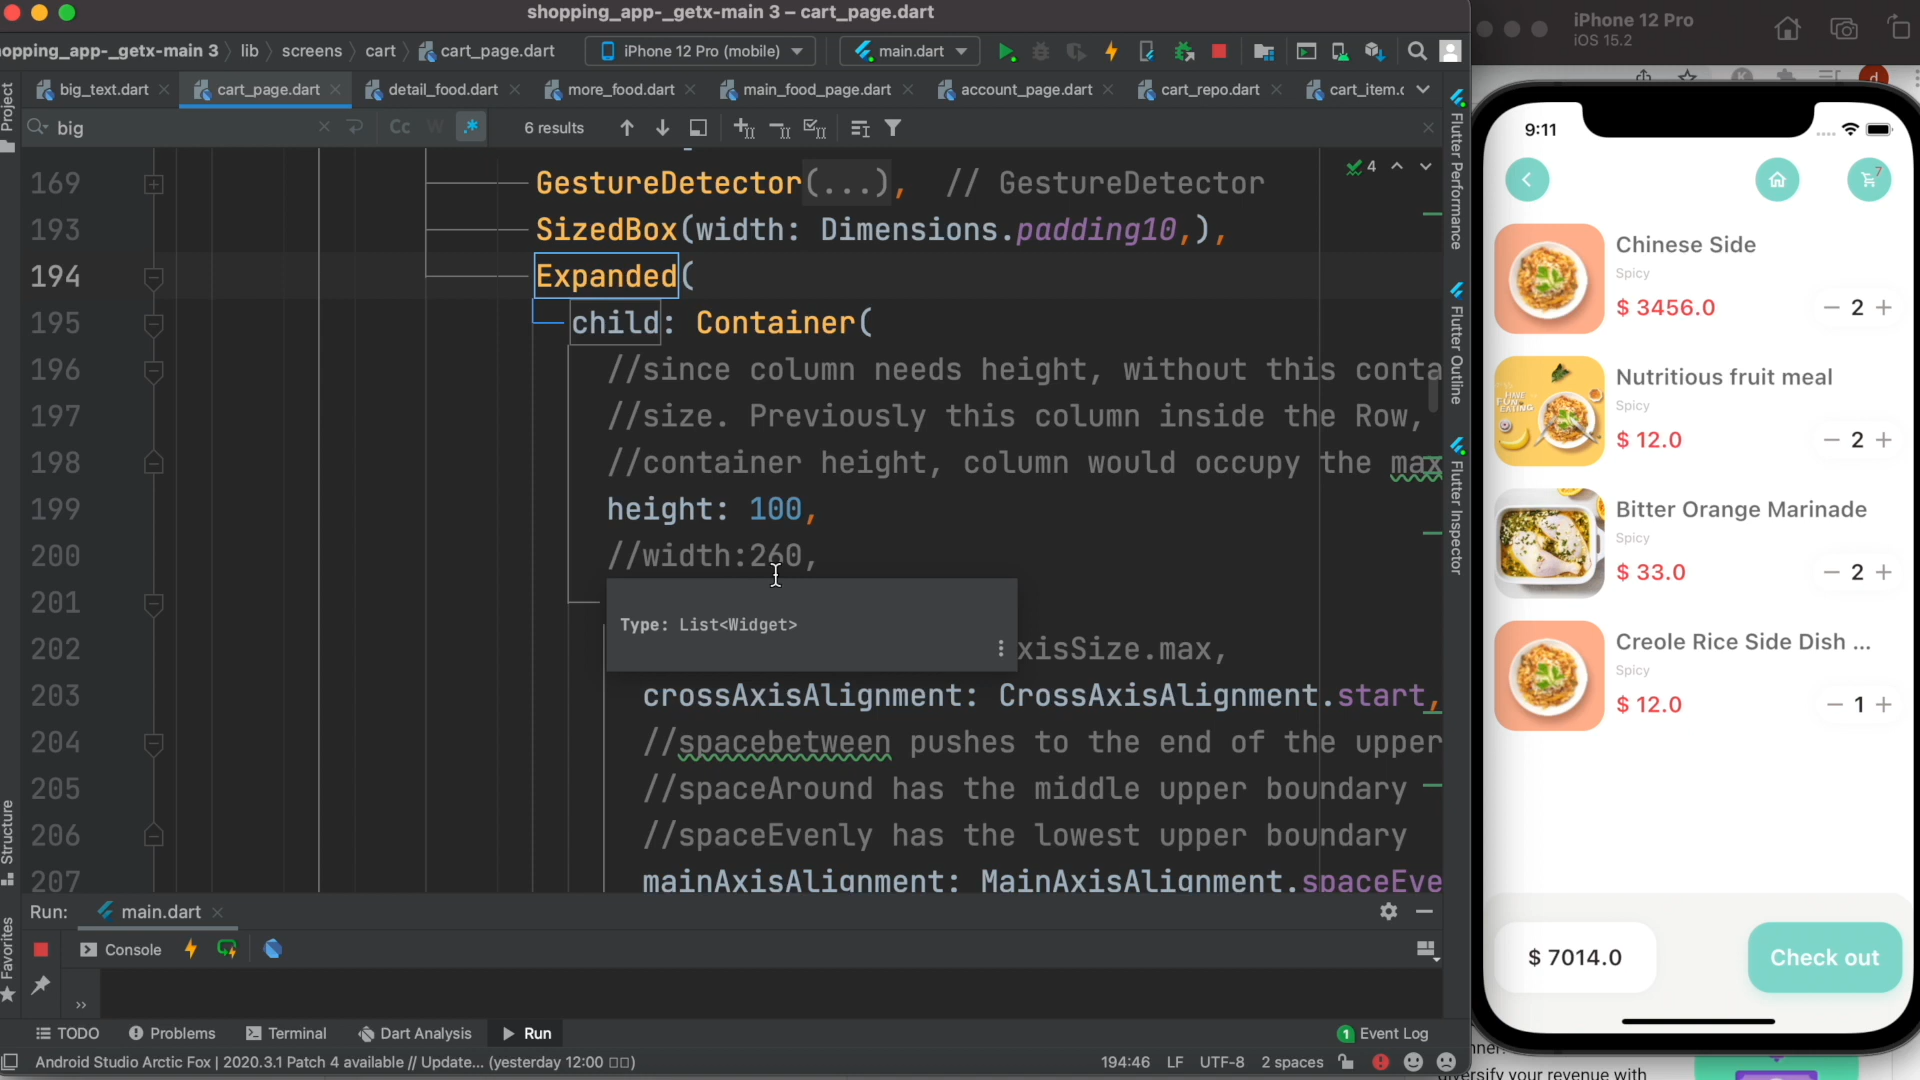 shopping_app-_getx-main 3 – cart_page.dart
opping_app-_getx-main 3 lib screens cart cart_page.dart iPhone 12 Pro (mobile) main.dart
big_text.dart cart_page.dart detail_food.dart more_food.dart main_food_page.dart account_page.dart cart_repo.dart cart_item.c
big Cc W .* 6 results
4
169 GestureDetector(...), // GestureDetector
193 SizedBox(width: Dimensions.padding10,),
194 Expanded(
195 child: Container(
196 //since column needs height, without this conta
197 //size. Previously this column inside the Row,
198 //container height, column would occupy the max
199 height: 100,
200 //width:260,
201
Type: List<Widget>
202 xisSize.max,
203 crossAxisAlignment: CrossAxisAlignment.start,
204 //spacebetween pushes to the end of the upper
205 //spaceAround has the middle upper boundary
206 //spaceEvenly has the lowest upper boundary
207 mainAxisAlignment: MainAxisAlignment.spaceEve
Project
Structure
Favorites
Flutter Performance
Flutter Outline
Flutter Inspector
Run: main.dart
Console
»
TODO Problems Terminal Dart Analysis Run 1 Event Log
Android Studio Arctic Fox | 2020.3.1 Patch 4 available // Update... (yesterday 12:00) 194:46 LF UTF-8 2 spaces
iPhone 12 Pro
iOS 15.2
d
9:11
7
Chinese Side
Spicy
$ 3456.0 − 2 +
Nutritious fruit meal
Spicy
$ 12.0 − 2 +
Bitter Orange Marinade
Spicy
$ 33.0 − 2 +
Creole Rice Side Dish ...
Spicy
$ 12.0 − 1 +
$ 7014.0 Check out
ersify your revenue with